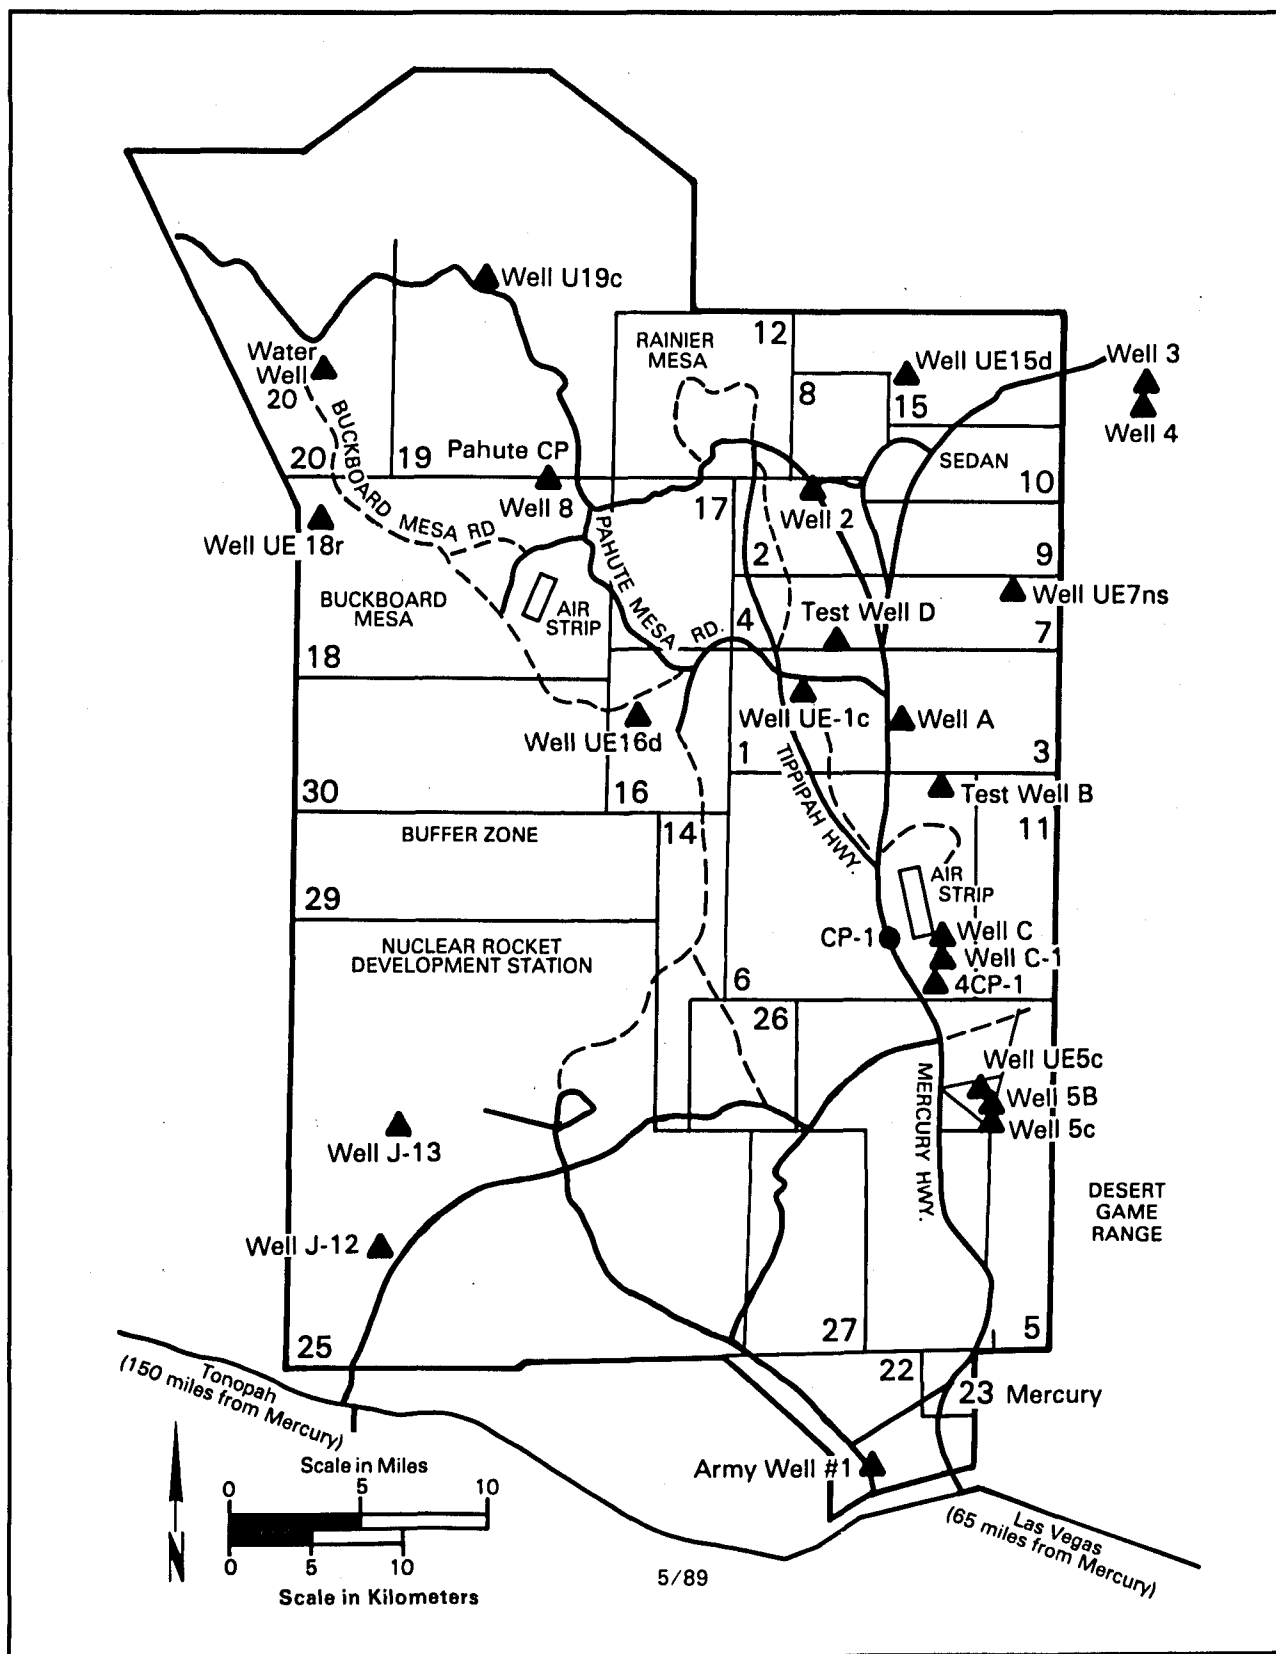 Well U19c
12
RAINIER
MESA
Water
Well
20
Well UE15d
Well 3
8
15
Well 4
BUCKBOARD MESA RD
20
19
Pahute CP
SEDAN
10
Well 8
17
Well 2
Well UE 18r
PAHUTE MESA RD.
2
9
BUCKBOARD
MESA
AIR
STRIP
Test Well D
Well UE7ns
4
7
18
Well UE-1c
Well A
Well UE16d
1
3
TIPPIPAH HWY.
30
16
Test Well B
BUFFER ZONE
14
11
AIR
STRIP
29
CP-1
Well C
NUCLEAR ROCKET
DEVELOPMENT STATION
Well C-1
6
4CP-1
26
Well UE5c
MERCURY HWY.
Well 5B
Well J-13
Well 5c
DESERT
GAME
RANGE
Well J-12
25
27
5
22
23 Mercury
Tonopah
(150 miles from Mercury)
Army Well #1
Scale in Miles
0 5 10
N
0 5 10
Scale in Kilometers
Las Vegas
(65 miles from Mercury)
5/89